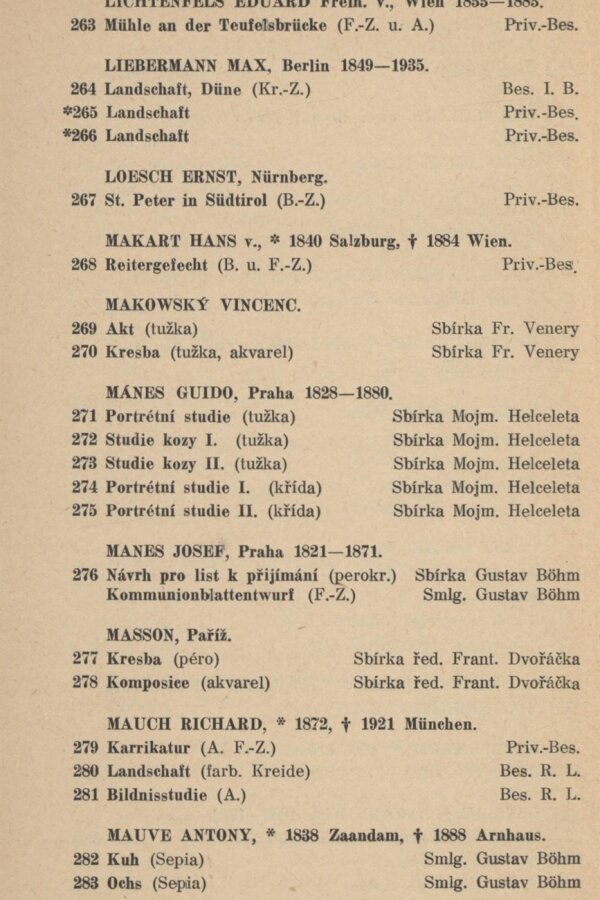 LICHTENFELS EDUARD Freih. v., Wien 1833—1885.
263 Mühle an der Teufelsbrücke (F.-Z. u. A.) Priv.-Bes.
LIEBERMANN MAX, Berlin 1849—1935.
264 Landschaft, Düne (Kr.-Z.) Bes. I. B.
*265 Landschaft Priv.-Bes.
*266 Landschaft Priv.-Bes.
LOESCH ERNST, Nürnberg.
267 St. Peter in Südtirol (B.-Z.) Priv.-Bes.
MAKART HANS v., * 1840 Salzburg, † 1884 Wien.
268 Reitergefecht (B. u. F.-Z.) Priv.-Bes.
MAKOWSKÝ VINCENC.
269 Akt (tužka) Sbírka Fr. Venery
270 Kresba (tužka, akvarel) Sbírka Fr. Venery
MÁNES GUIDO, Praha 1828—1880.
271 Portrétní studie (tužka) Sbírka Mojm. Helceleta
272 Studie kozy I. (tužka) Sbírka Mojm. Helceleta
273 Studie kozy II. (tužka) Sbírka Mojm. Helceleta
274 Portrétní studie I. (křída) Sbírka Mojm. Helceleta
275 Portrétní studie II. (křída) Sbírka Mojm. Helceleta
MANES JOSEF, Praha 1821—1871.
276 Návrh pro list k přijímání (perokr.) Sbírka Gustav Böhm
Kommunionblattentwurf (F.-Z.) Smlg. Gustav Böhm
MASSON, Paříž.
277 Kresba (péro) Sbírka řed. Frant. Dvořáčka
278 Komposice (akvarel) Sbírka řed. Frant. Dvořáčka
MAUCH RICHARD, * 1872, † 1921 München.
279 Karrikatur (A. F.-Z.) Priv.-Bes.
280 Landschaft (farb. Kreide) Bes. R. L.
281 Bildnisstudie (A.) Bes. R. L.
MAUVE ANTONY, * 1838 Zaandam, † 1888 Arnhaus.
282 Kuh (Sepia) Smlg. Gustav Böhm
283 Ochs (Sepia) Smlg. Gustav Böhm